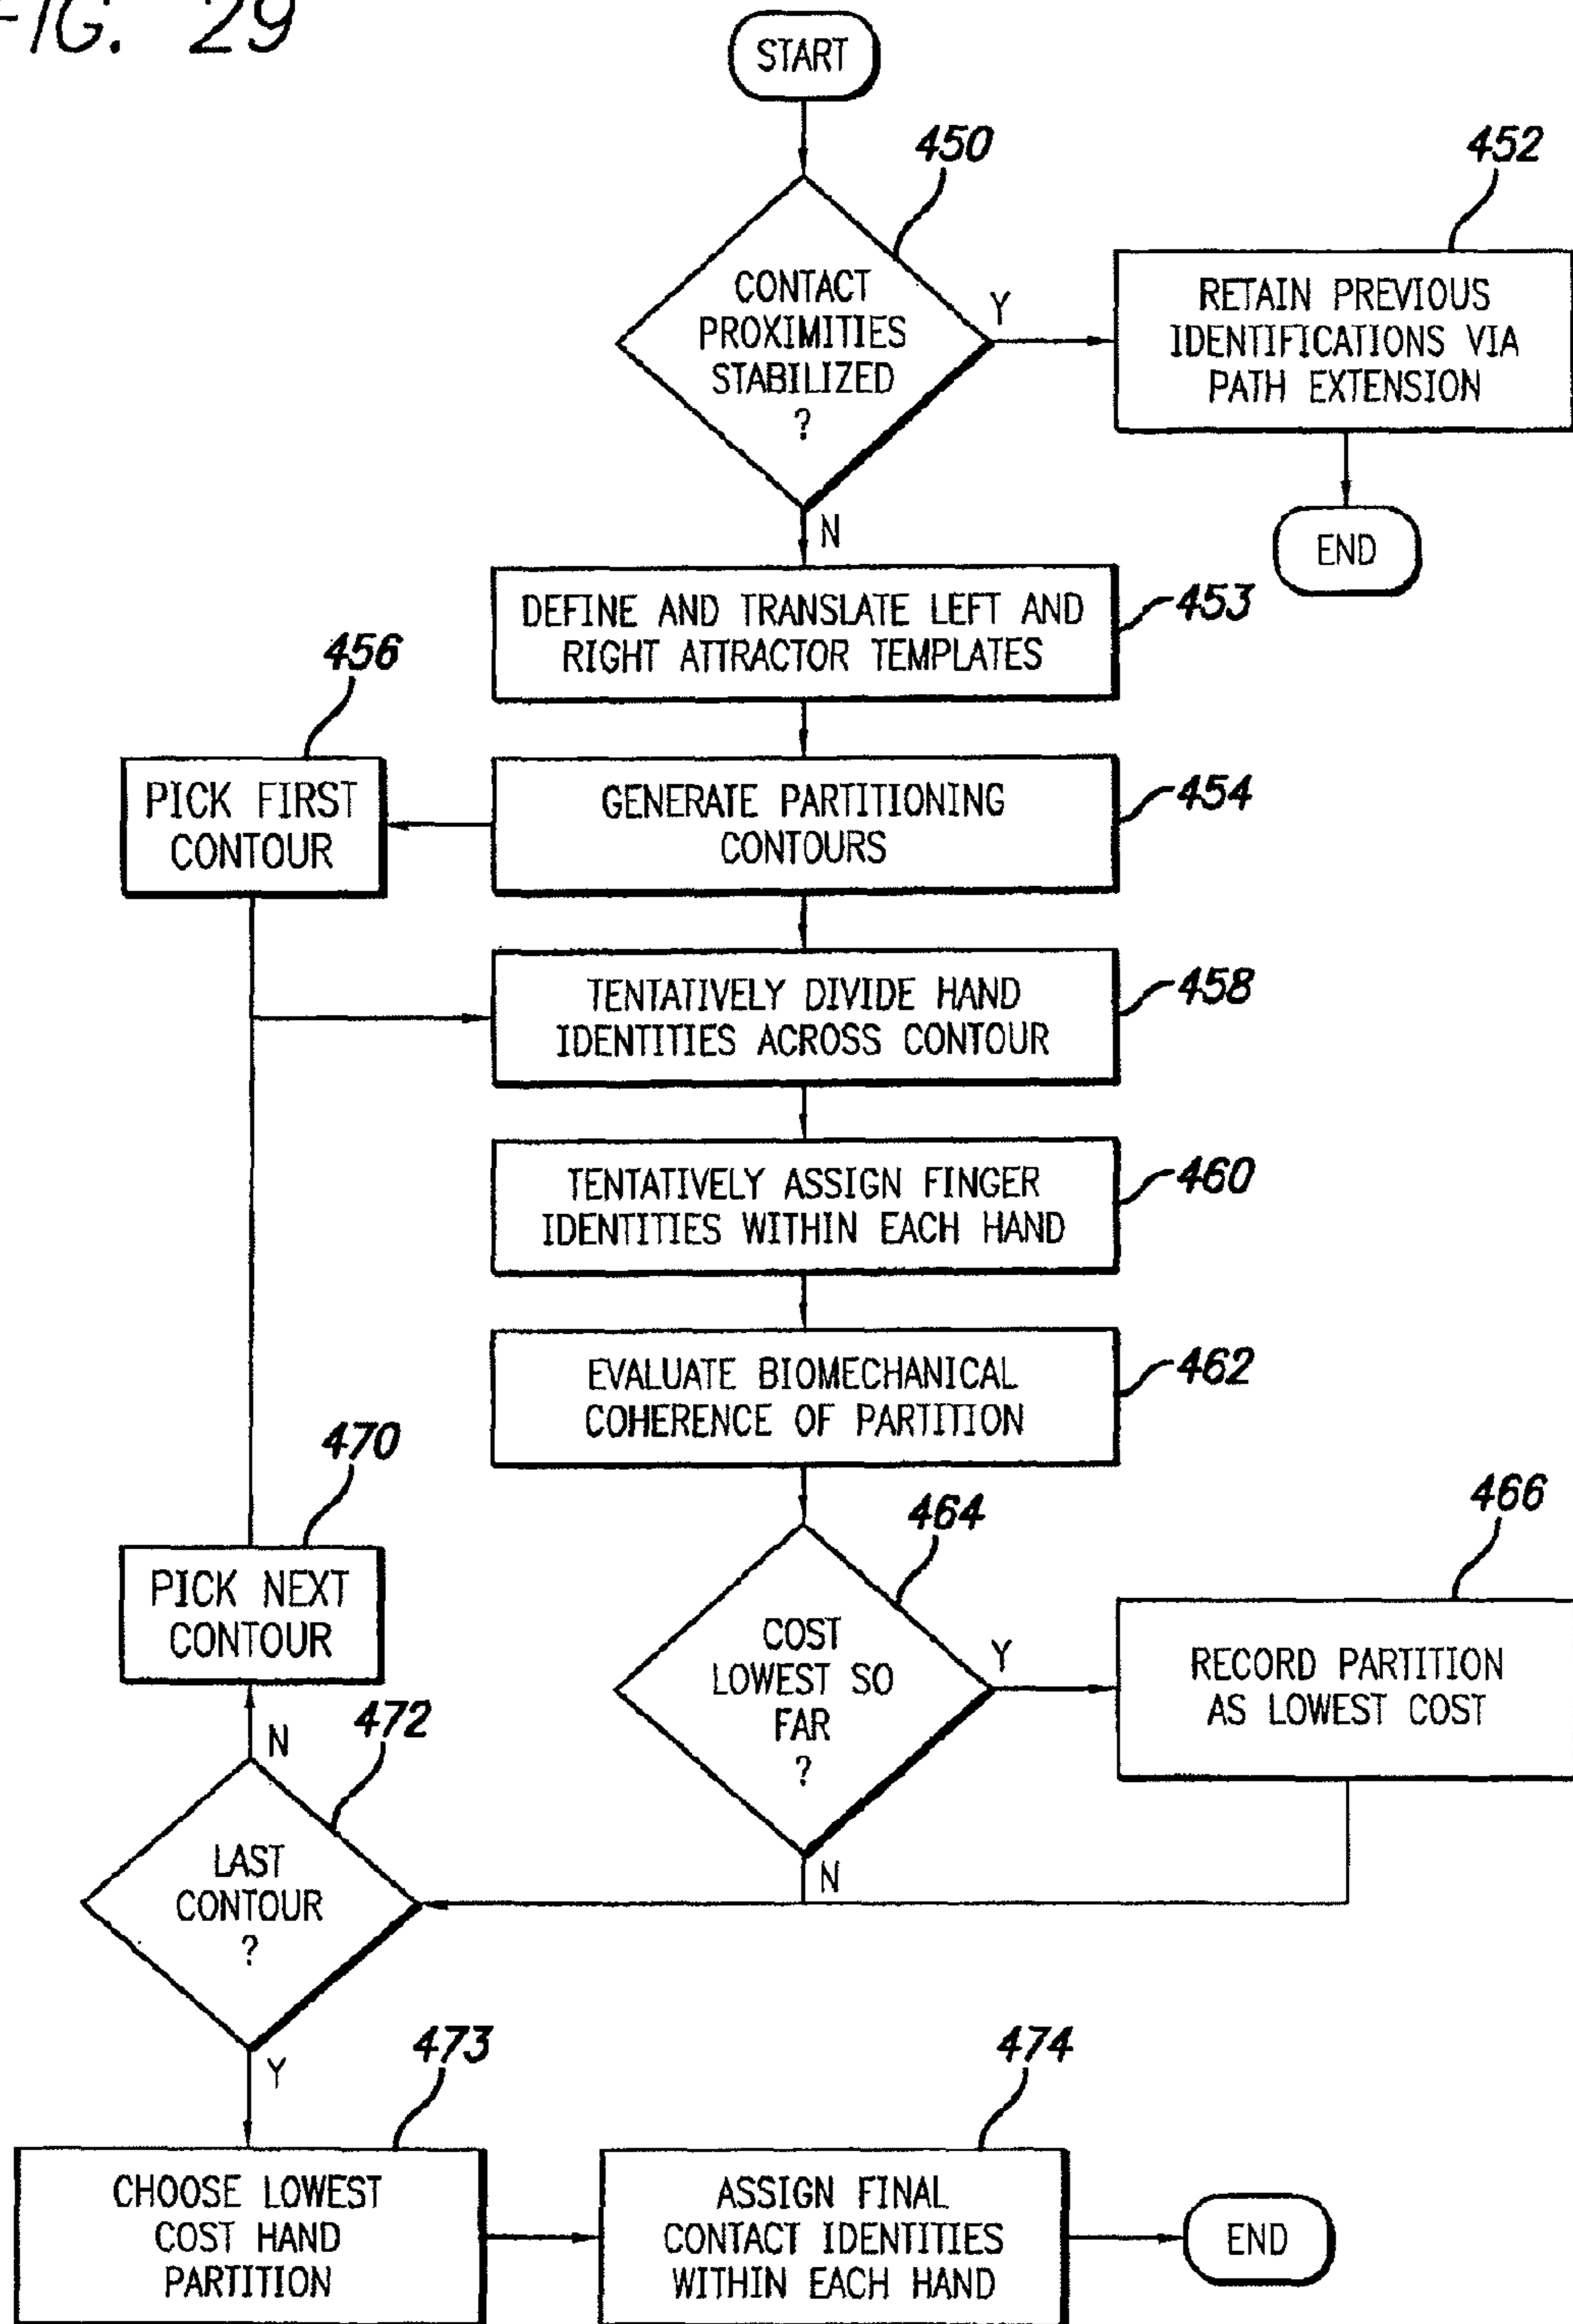 FIG. 29
START
450
452
CONTACT
PROXIMITIES
STABILIZED
?
Y
RETAIN PREVIOUS
IDENTIFICATIONS VIA
PATH EXTENSION
END
N
DEFINE AND TRANSLATE LEFT AND
RIGHT ATTRACTOR TEMPLATES
453
456
PICK FIRST
CONTOUR
GENERATE PARTITIONING
CONTOURS
454
TENTATIVELY DIVIDE HAND
IDENTITIES ACROSS CONTOUR
458
TENTATIVELY ASSIGN FINGER
IDENTITIES WITHIN EACH HAND
460
EVALUATE BIOMECHANICAL
COHERENCE OF PARTITION
462
470
PICK NEXT
CONTOUR
464
466
COST
LOWEST SO
FAR
?
Y
RECORD PARTITION
AS LOWEST COST
N
N
472
LAST
CONTOUR
?
Y
473
474
CHOOSE LOWEST
COST HAND
PARTITION
ASSIGN FINAL
CONTACT IDENTITIES
WITHIN EACH HAND
END